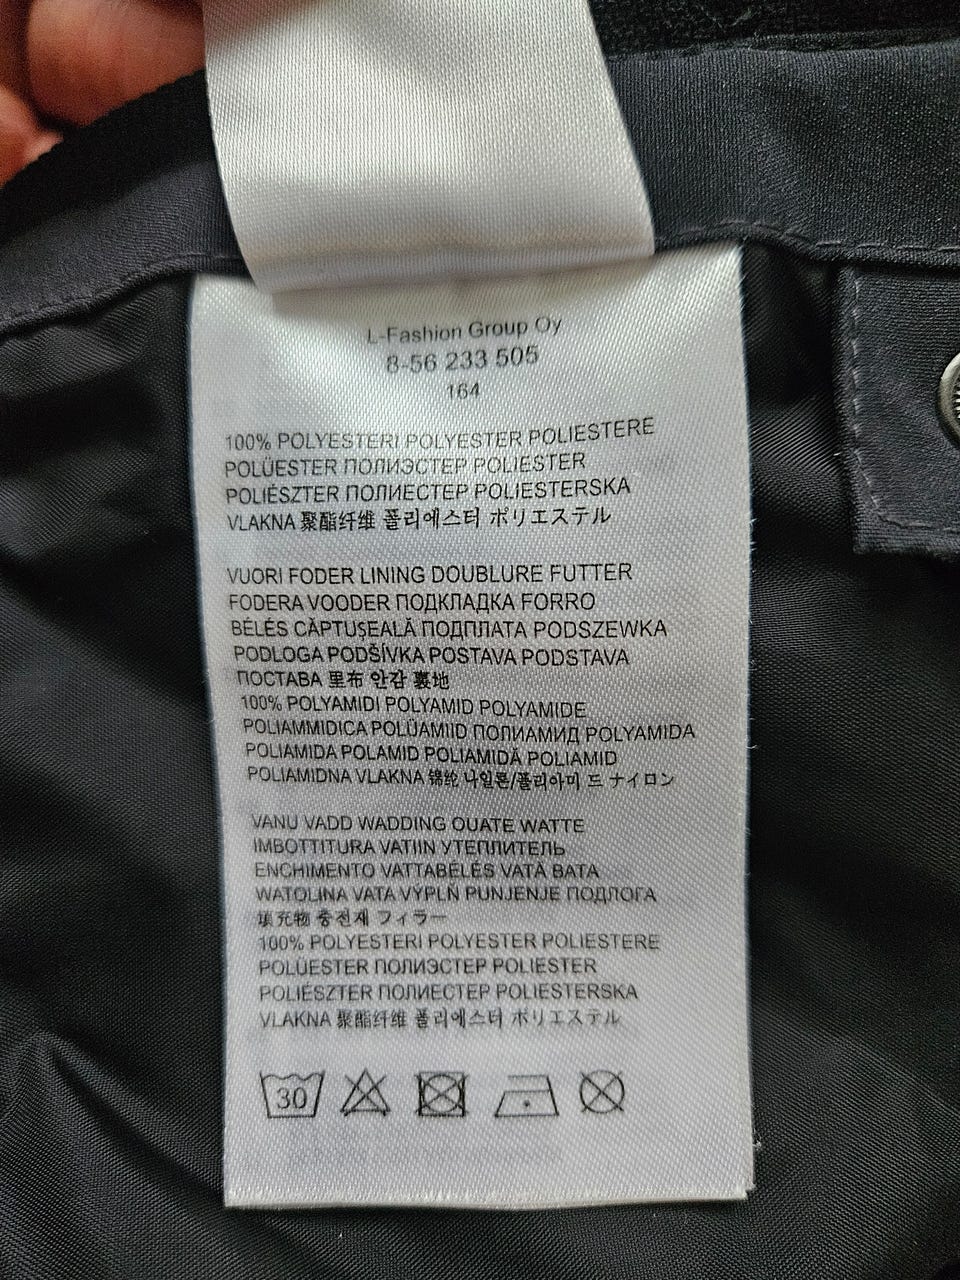 L-Fashion Group Oy
8-56 233 505
164
100% POLYESTERI POLYESTER POLIESTERE
POLÜESTER ПОЛИЭСТЕР POLIESTER
POLIÉSZTER ПОЛИЕСТЕР POLIESTERSKA
VLAKNA 聚酯纤维 폴리에스터 ポリエステル
VUORI FODER LINING DOUBLURE FUTTER
FODERA VOODER ПОДКЛАДКА FORRO
BÉLÉS CĂPTUȘEALĂ ПОДПЛАТА PODSZEWKA
PODLOGA PODŠÍVKA POSTAVA PODSTAVA
ПОСТАВА 里布 안감 裏地
100% POLYAMIDI POLYAMID POLYAMIDE
POLIAMMIDICA POLÜAMIID ПОЛИАМИД POLYAMIDA
POLIAMIDA POLAMID POLIAMIDĂ POLIAMID
POLIAMIDNA VLAKNA 锦纶 나일론/폴리아미 드 ナイロン
VANU VADD WADDING OUATE WATTE
IMBOTTITURA VATIIN УТЕПЛИТЕЛЬ
ENCHIMENTO VATTABÉLÉS VATĂ BATA
WATOLINA VATA VÝPLŇ PUNJENJE ПОДЛОГА
填充物 충전재 フィラー
100% POLYESTERI POLYESTER POLIESTERE
POLÜESTER ПОЛИЭСТЕР POLIESTER
POLIÉSZTER ПОЛИЕСТЕР POLIESTERSKA
VLAKNA 聚酯纤维 폴리에스터 ポリエステル
30